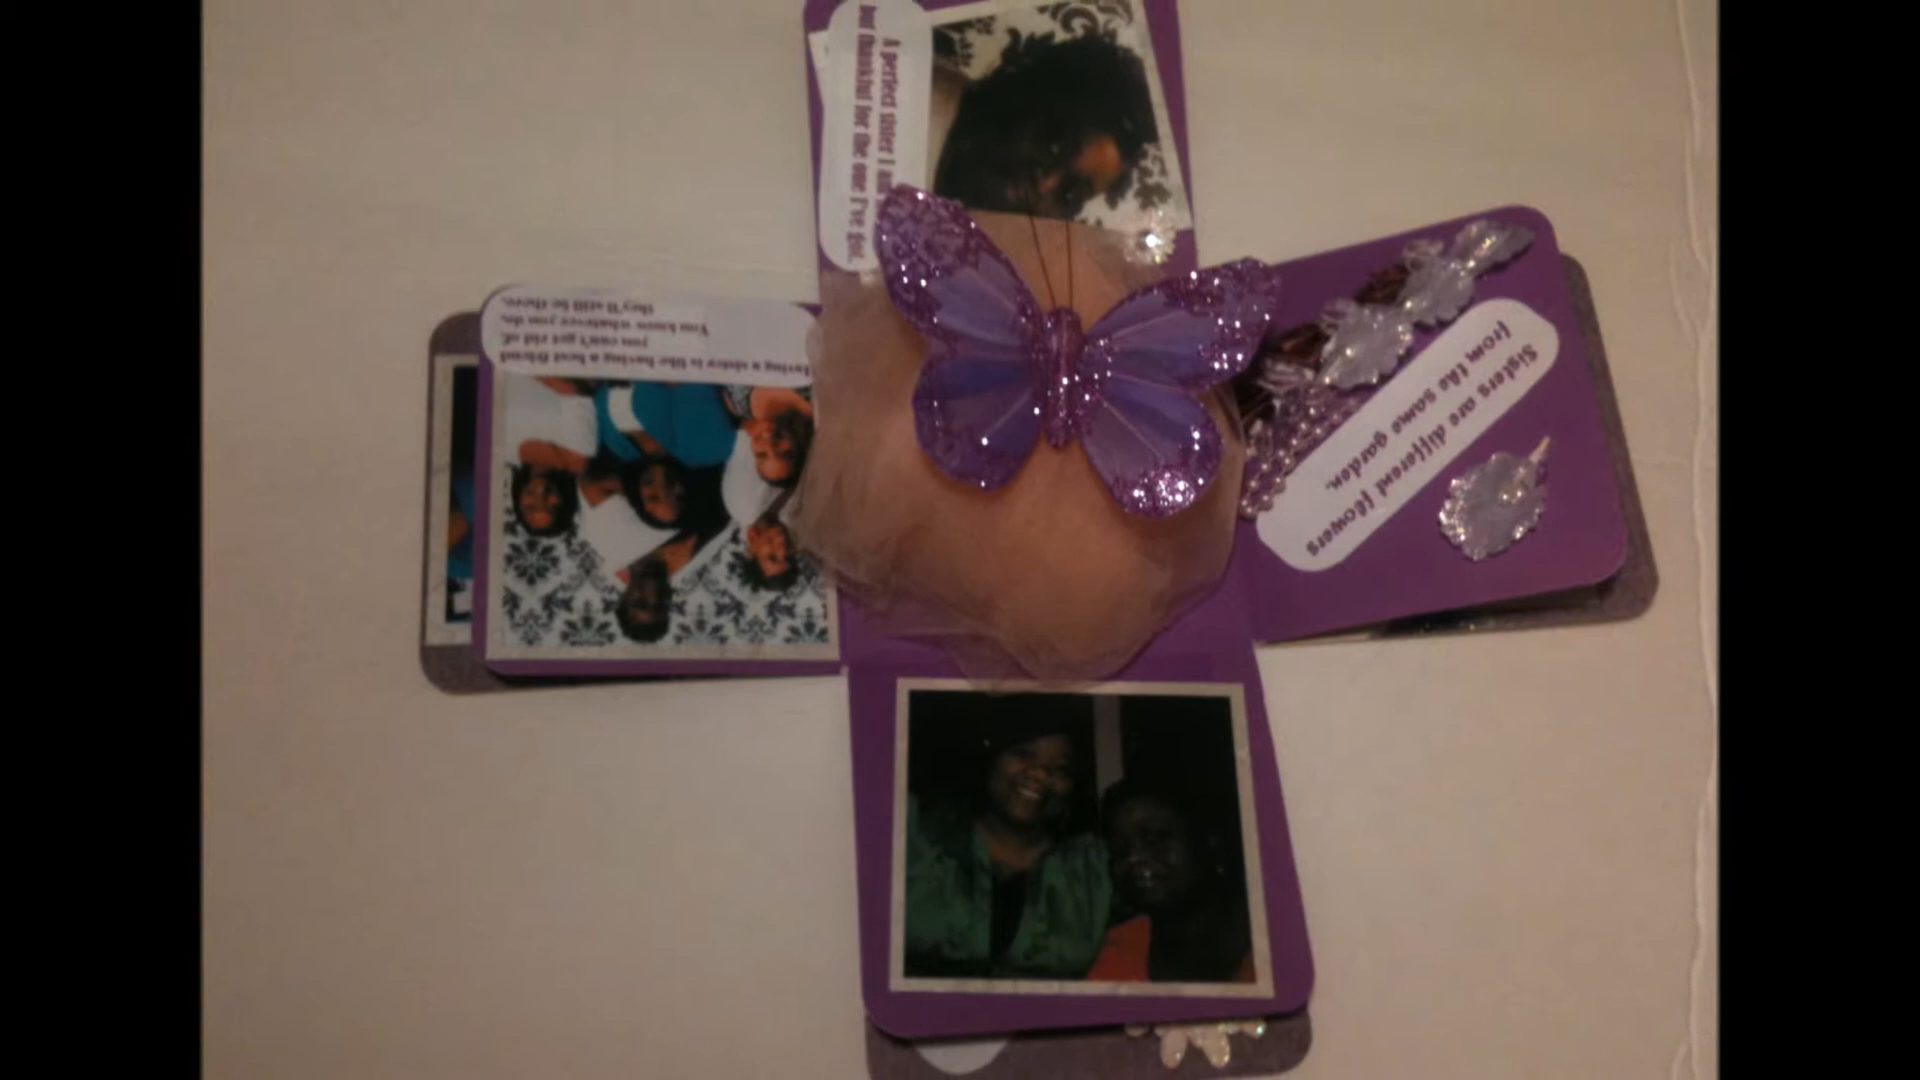 A perfect sister I am
but thankful for the one I've got.
Having a sister is like having a best friend
you can't get rid of.
You know whatever you do,
they'll still be there.
Sisters are different flowers
from the same garden.